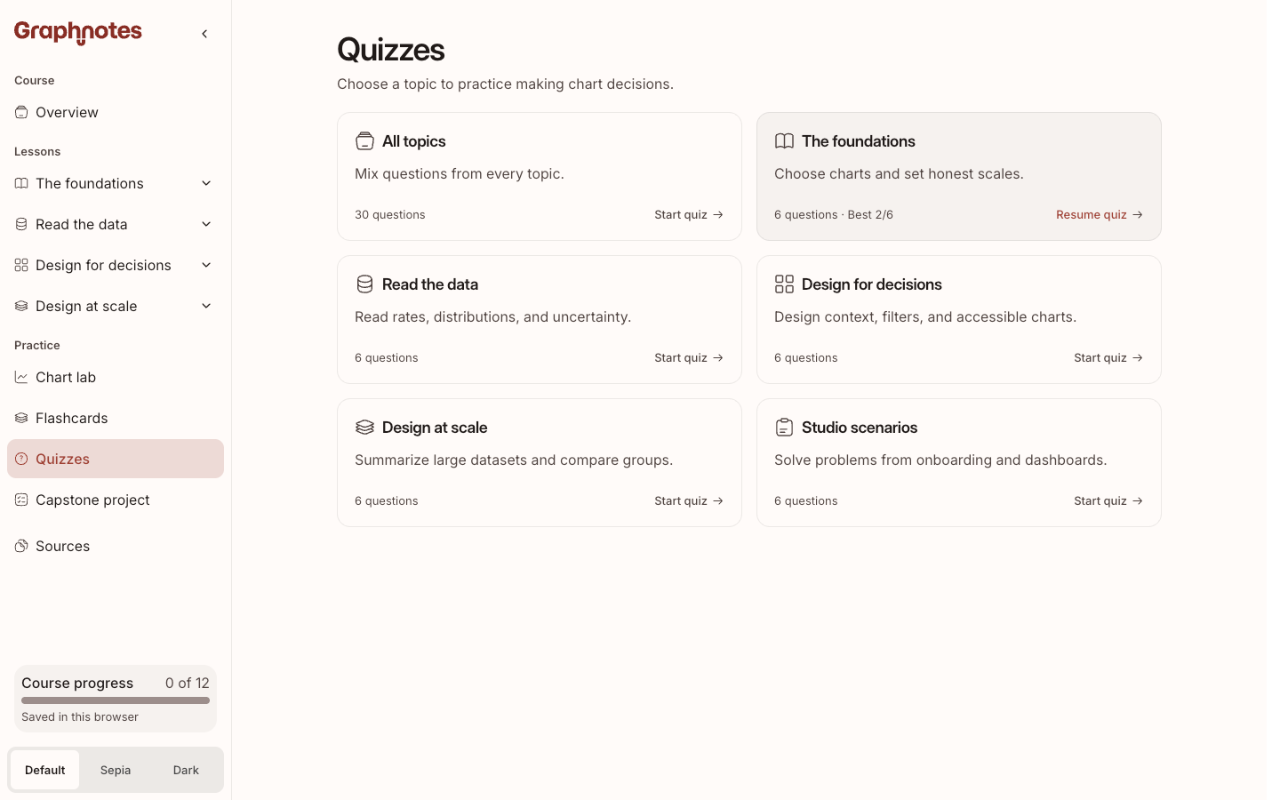 Graphnotes
Course
Overview
Lessons
The foundations
Read the data
Design for decisions
Design at scale
Practice
Chart lab
Flashcards
Quizzes
Capstone project
Sources
Course progress 0 of 12
Saved in this browser
Default Sepia Dark
Quizzes
Choose a topic to practice making chart decisions.
All topics
Mix questions from every topic.
30 questions Start quiz →
The foundations
Choose charts and set honest scales.
6 questions · Best 2/6 Resume quiz →
Read the data
Read rates, distributions, and uncertainty.
6 questions Start quiz →
Design for decisions
Design context, filters, and accessible charts.
6 questions Start quiz →
Design at scale
Summarize large datasets and compare groups.
6 questions Start quiz →
Studio scenarios
Solve problems from onboarding and dashboards.
6 questions Start quiz →